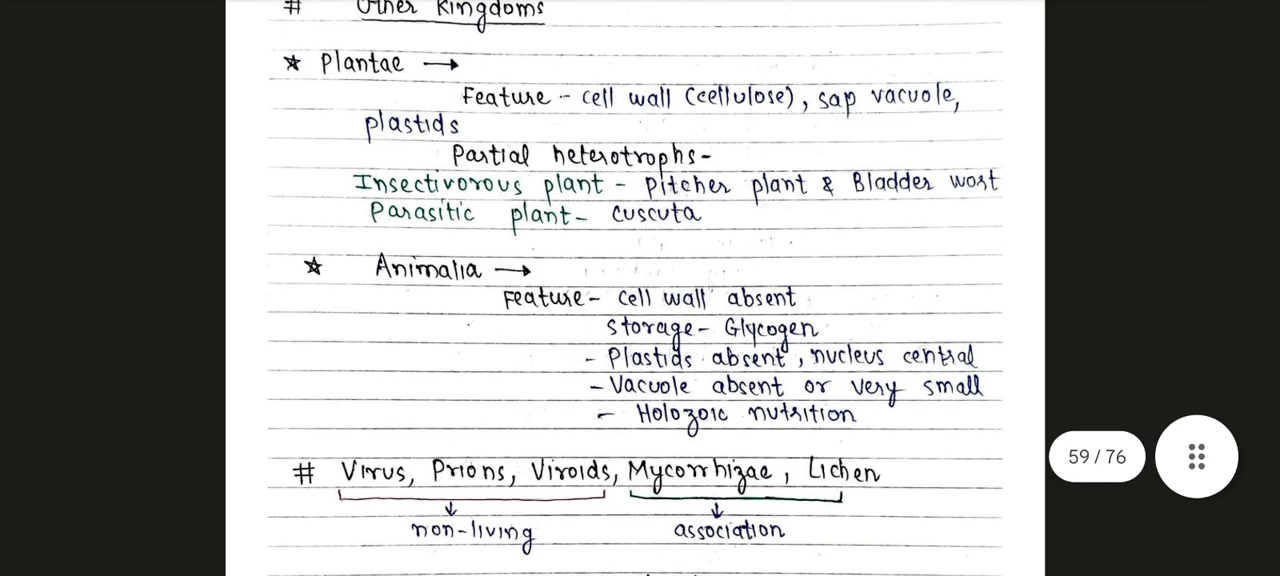 # Other Kingdoms
☆ Plantae →
Feature - cell wall (cellulose), sap vacuole,
plastids
Partial heterotrophs-
Insectivorous plant - Pitcher plant & Bladder wort
Parasitic plant- cuscuta
☆ Animalia →
Feature- cell wall absent
storage- Glycogen
- Plastids absent, nucleus central
- Vacuole absent or very small
- Holozoic nutrition
# Virus, Prions, Viroids, Mycorrhizae, Lichen
non-living association
59 / 76